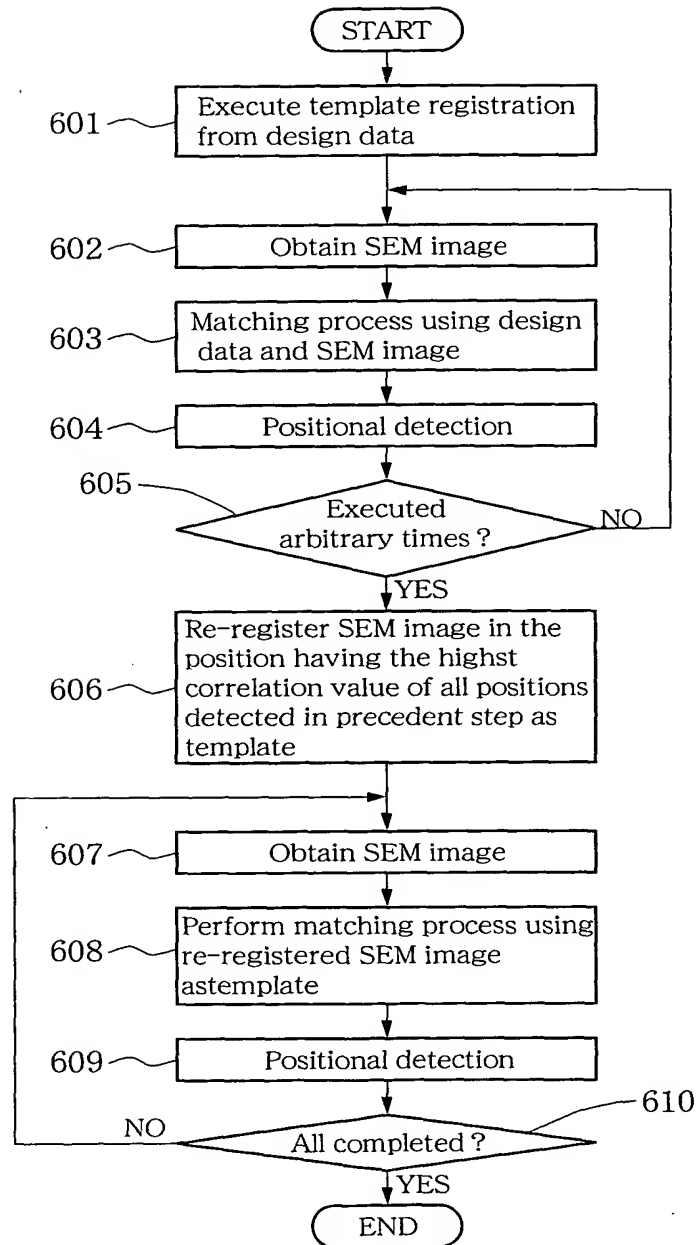 START
601
Execute template registration
from design data
602
Obtain SEM image
603
Matching process using design
data and SEM image
604
Positional detection
605
Executed
arbitrary times ?
NO
YES
606
Re-register SEM image in the
position having the highst
correlation value of all positions
detected in precedent step as
template
607
Obtain SEM image
608
Perform matching process using
re-registered SEM image
astemplate
609
Positional detection
610
NO
All completed ?
YES
END